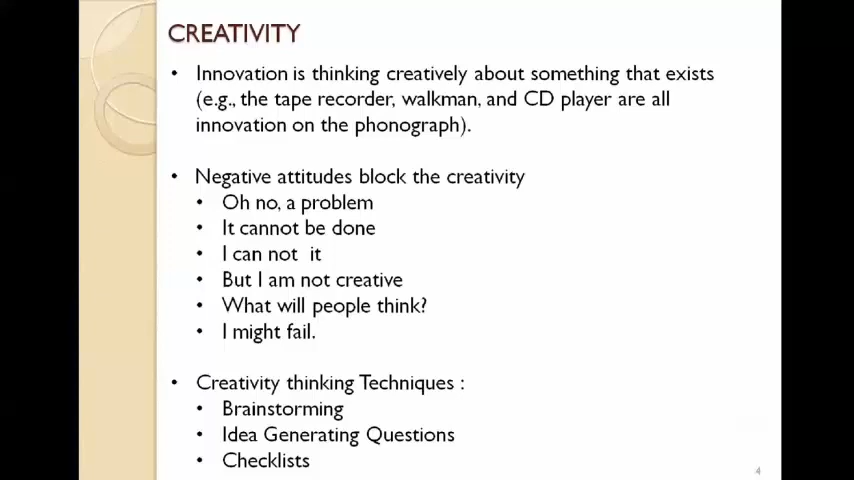 CREATIVITY
• Innovation is thinking creatively about something that exists
(e.g., the tape recorder, walkman, and CD player are all
innovation on the phonograph).
• Negative attitudes block the creativity
• Oh no, a problem
• It cannot be done
• I can not  it
• But I am not creative
• What will people think?
• I might fail.
• Creativity thinking Techniques :
• Brainstorming
• Idea Generating Questions
• Checklists
4